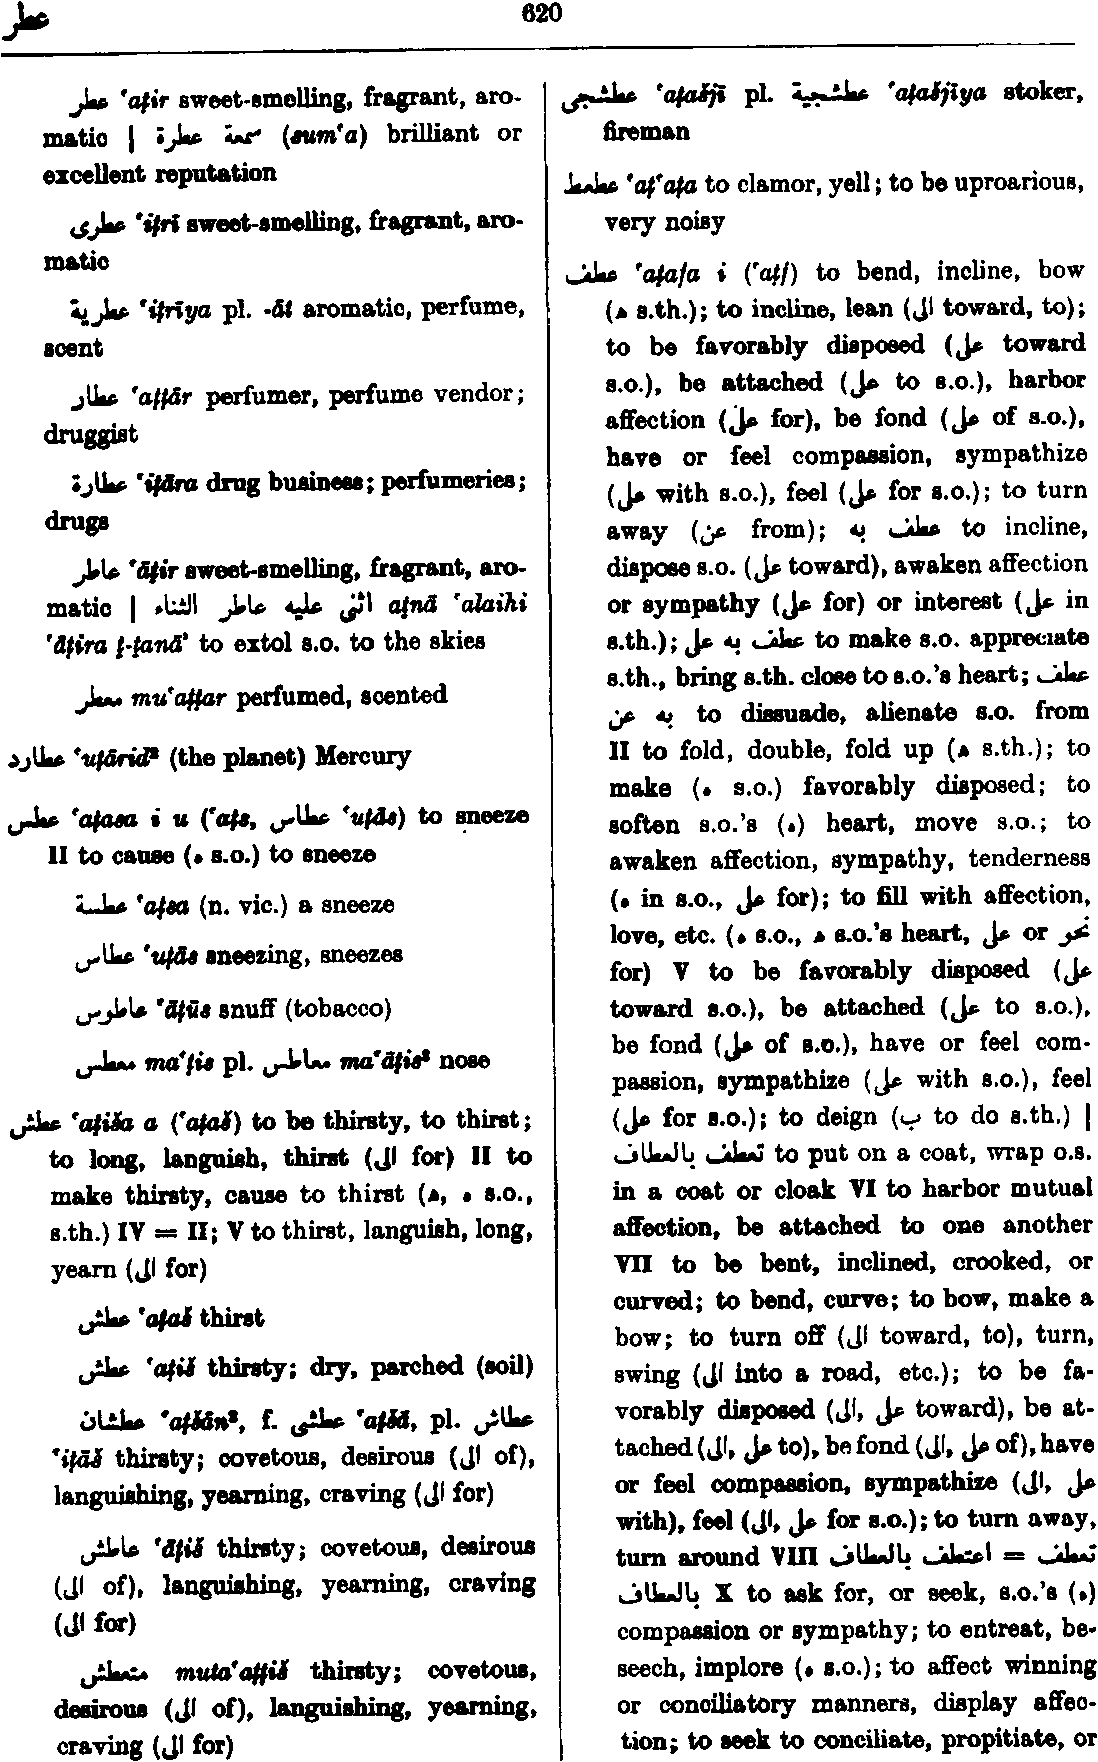 عطر
620
عطر ‘aṭir sweet-smelling, fragrant, aro-
matic | سمعة عطرة (sum‘a) brilliant or
excellent reputation
عطرى ‘iṭrī sweet-smelling, fragrant, aro-
matic
عطرية ‘iṭrīya pl. -āt aromatic, perfume,
scent
عطار ‘aṭṭār perfumer, perfume vendor;
druggist
عطارة ‘iṭāra drug business; perfumeries;
drugs
عاطر ‘āṭir sweet-smelling, fragrant, aro-
matic | اثنى عليه عاطر الثناء aṯnā ‘alaihi
‘āṭira ṯ-ṯanā’ to extol s.o. to the skies
معطر mu‘aṭṭar perfumed, scented
عطارد ‘uṭārid² (the planet) Mercury
عطس ‘aṭasa i u (‘aṭs, عطاس ‘uṭās) to sneeze
II to cause (ه s.o.) to sneeze
عطسة ‘aṭsa (n. vic.) a sneeze
عطاس ‘uṭās sneezing, sneezes
عاطوس ‘āṭūs snuff (tobacco)
معطس ma‘ṭis pl. معاطس ma‘āṭis² nose
عطش ‘aṭiša a (‘aṭaš) to be thirsty, to thirst;
to long, languish, thirst (الى for) II to
make thirsty, cause to thirst (ه, ه s.o.,
s.th.) IV = II; V to thirst, languish, long,
yearn (الى for)
عطش ‘aṭaš thirst
عطش ‘aṭiš thirsty; dry, parched (soil)
عطشان ‘aṭšān², f. عطشى ‘aṭšā, pl. عطاش
‘iṭāš thirsty; covetous, desirous (الى of),
languishing, yearning, craving (الى for)
عاطش ‘āṭiš thirsty; covetous, desirous
(الى of), languishing, yearning, craving
(الى for)
متعطش muta‘aṭṭiš thirsty; covetous,
desirous (الى of), languishing, yearning,
craving (الى for)
عطشجى ‘aṭašjī pl. عطشجية ‘aṭašjīya stoker,
fireman
عطعط ‘aṭ‘aṭa to clamor, yell; to be uproarious,
very noisy
عطف ‘aṭafa i (‘aṭf) to bend, incline, bow
(ه s.th.); to incline, lean (الى toward, to);
to be favorably disposed (على toward
s.o.), be attached (على to s.o.), harbor
affection (على for), be fond (على of s.o.),
have or feel compassion, sympathize
(على with s.o.), feel (على for s.o.); to turn
away (عن from); عطف به to incline,
dispose s.o. (على toward), awaken affection
or sympathy (على for) or interest (على in
s.th.); عطف به على to make s.o. appreciate
s.th., bring s.th. close to s.o.’s heart; عطف
به عن to dissuade, alienate s.o. from
II to fold, double, fold up (ه s.th.); to
make (ه s.o.) favorably disposed; to
soften s.o.’s (ه) heart, move s.o.; to
awaken affection, sympathy, tenderness
(ه in s.o., على for); to fill with affection,
love, etc. (ه s.o., ه s.o.’s heart, على or نحو
for) V to be favorably disposed (على
toward s.o.), be attached (على to s.o.),
be fond (على of s.o.), have or feel com-
passion, sympathize (على with s.o.), feel
(على for s.o.); to deign (ب to do s.th.) |
تعطف بالعطاف to put on a coat, wrap o.s.
in a coat or cloak VI to harbor mutual
affection, be attached to one another
VII to be bent, inclined, crooked, or
curved; to bend, curve; to bow, make a
bow; to turn off (الى toward, to), turn,
swing (الى into a road, etc.); to be fa-
vorably disposed (الى, على toward), be at-
tached (الى, على to), be fond (الى, على of), have
or feel compassion, sympathize (الى, على
with), feel (الى, على for s.o.); to turn away,
turn around VIII اعتطف بالعطاف = تعطف
بالعطاف X to ask for, or seek, s.o.’s (ه)
compassion or sympathy; to entreat, be-
seech, implore (ه s.o.); to affect winning
or conciliatory manners, display affec-
tion; to seek to conciliate, propitiate, or